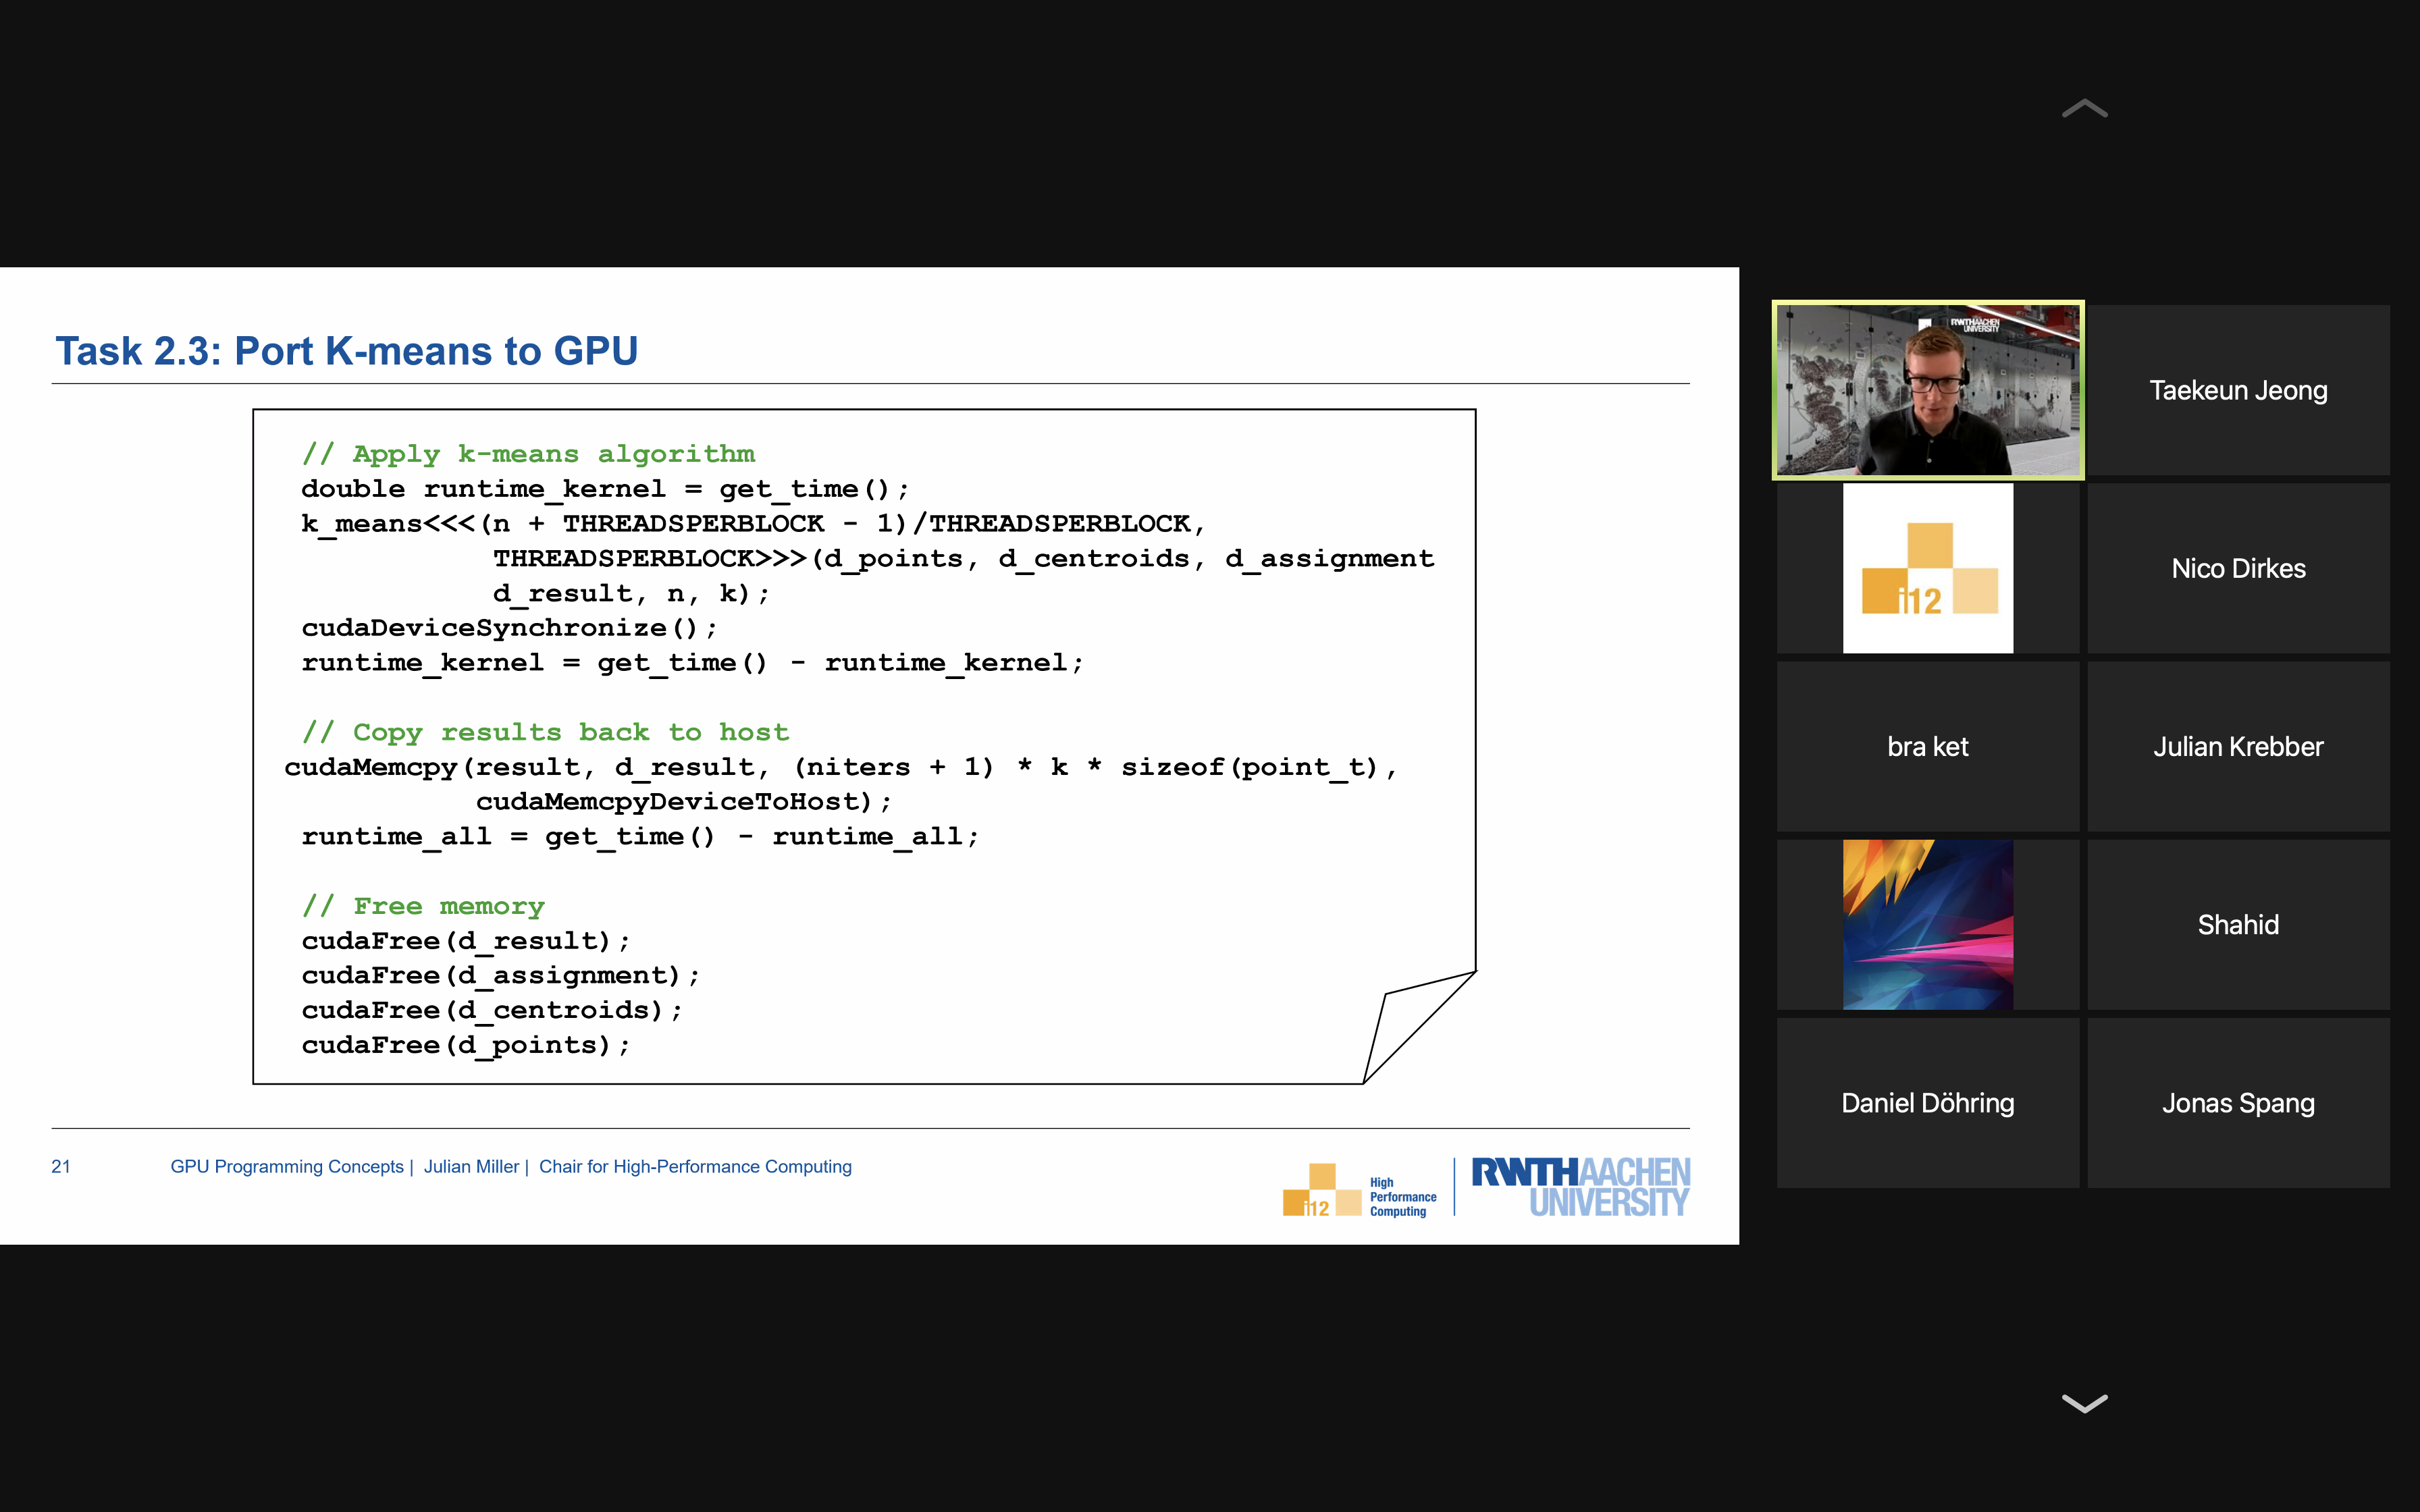 Task 2.3: Port K-means to GPU
// Apply k-means algorithm
double runtime_kernel = get_time();
k_means<<<(n + THREADSPERBLOCK - 1)/THREADSPERBLOCK,
THREADSPERBLOCK>>>(d_points, d_centroids, d_assignment
d_result, n, k);
cudaDeviceSynchronize();
runtime_kernel = get_time() - runtime_kernel;
// Copy results back to host
cudaMemcpy(result, d_result, (niters + 1) * k * sizeof(point_t),
cudaMemcpyDeviceToHost);
runtime_all = get_time() - runtime_all;
// Free memory
cudaFree(d_result);
cudaFree(d_assignment);
cudaFree(d_centroids);
cudaFree(d_points);
21
GPU Programming Concepts | Julian Miller | Chair for High-Performance Computing
i12
High
Performance
Computing
RWTHAACHEN
UNIVERSITY
RWTHAACHEN
UNIVERSITY
Taekeun Jeong
i12
Nico Dirkes
bra ket
Julian Krebber
Shahid
Daniel Döhring
Jonas Spang